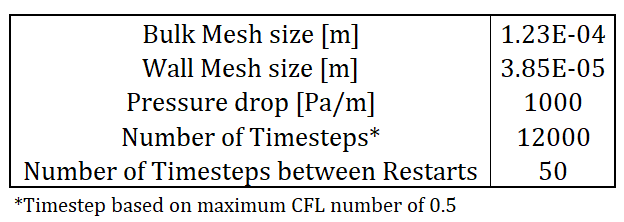 Bulk Mesh size [m] 1.23E-04
Wall Mesh size [m] 3.85E-05
Pressure drop [Pa/m] 1000
Number of Timesteps* 12000
Number of Timesteps between Restarts 50
*Timestep based on maximum CFL number of 0.5